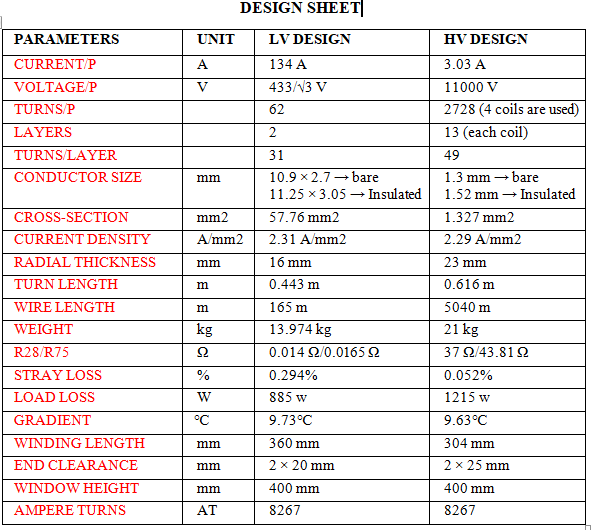 DESIGN SHEET
PARAMETERS UNIT LV DESIGN HV DESIGN
CURRENT/P A 134 A 3.03 A
VOLTAGE/P V 433/√3 V 11000 V
TURNS/P 62 2728 (4 coils are used)
LAYERS 2 13 (each coil)
TURNS/LAYER 31 49
CONDUCTOR SIZE mm 10.9 × 2.7 → bare 1.3 mm → bare
11.25 × 3.05 → Insulated 1.52 mm → Insulated
CROSS-SECTION mm2 57.76 mm2 1.327 mm2
CURRENT DENSITY A/mm2 2.31 A/mm2 2.29 A/mm2
RADIAL THICKNESS mm 16 mm 23 mm
TURN LENGTH m 0.443 m 0.616 m
WIRE LENGTH m 165 m 5040 m
WEIGHT kg 13.974 kg 21 kg
R28/R75 Ω 0.014 Ω/0.0165 Ω 37 Ω/43.81 Ω
STRAY LOSS % 0.294% 0.052%
LOAD LOSS W 885 w 1215 w
GRADIENT °C 9.73°C 9.63°C
WINDING LENGTH mm 360 mm 304 mm
END CLEARANCE mm 2 × 20 mm 2 × 25 mm
WINDOW HEIGHT mm 400 mm 400 mm
AMPERE TURNS AT 8267 8267